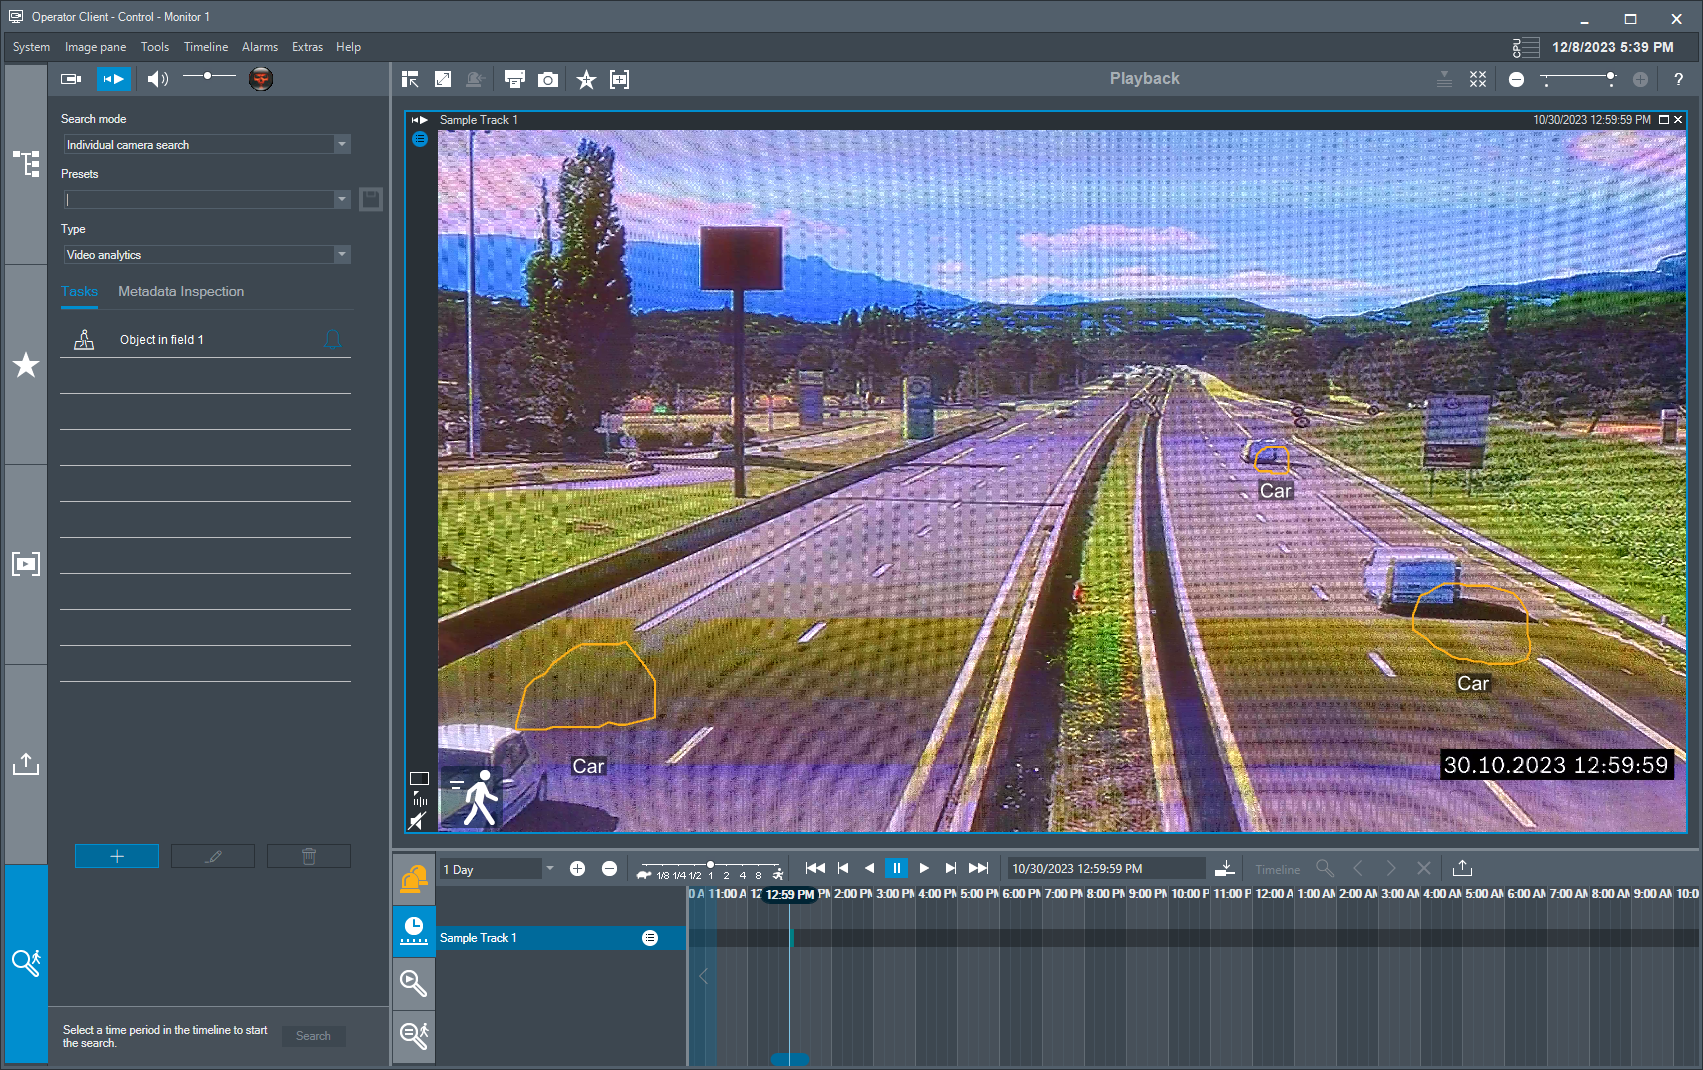 Operator Client - Control - Monitor 1
System Image pane Tools Timeline Alarms Extras Help
CPU
12/8/2023 5:39 PM
Playback
?
Search mode
Individual camera search
Presets
Type
Video analytics
Tasks Metadata Inspection
Object in field 1
Select a time period in the timeline to start
the search.
Search
Sample Track 1
10/30/2023 12:59:59 PM
Car
Car
Car
30.10.2023 12:59:59
1 Day
1/8 1/4 1/2 1 2 4 8
10/30/2023 12:59:59 PM
Timeline
0 A 11:00 A 12 12:59 PM PM 2:00 PM 3:00 PM 4:00 PM 5:00 PM 6:00 PM 7:00 PM 8:00 PM 9:00 PM 10:00 P 11:00 P 12:00 A 1:00 AM 2:00 AM 3:00 AM 4:00 AM 5:00 AM 6:00 AM 7:00 AM 8:00 AM 9:00 AM 10:0
Sample Track 1